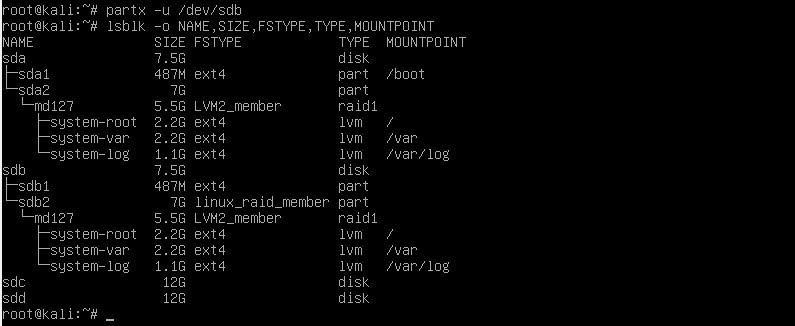 root@kali:~# partx -u /dev/sdb
root@kali:~# lsblk -o NAME,SIZE,FSTYPE,TYPE,MOUNTPOINT
NAME                SIZE FSTYPE            TYPE  MOUNTPOINT
sda                 7.5G                   disk
├─sda1              487M ext4              part  /boot
└─sda2                7G                   part
  └─md127           5.5G LVM2_member       raid1
    ├─system-root   2.2G ext4              lvm   /
    ├─system-var    2.2G ext4              lvm   /var
    └─system-log    1.1G ext4              lvm   /var/log
sdb                 7.5G                   disk
├─sdb1              487M ext4              part
└─sdb2                7G linux_raid_member part
  └─md127           5.5G LVM2_member       raid1
    ├─system-root   2.2G ext4              lvm   /
    ├─system-var    2.2G ext4              lvm   /var
    └─system-log    1.1G ext4              lvm   /var/log
sdc                  12G                   disk
sdd                  12G                   disk
root@kali:~# _